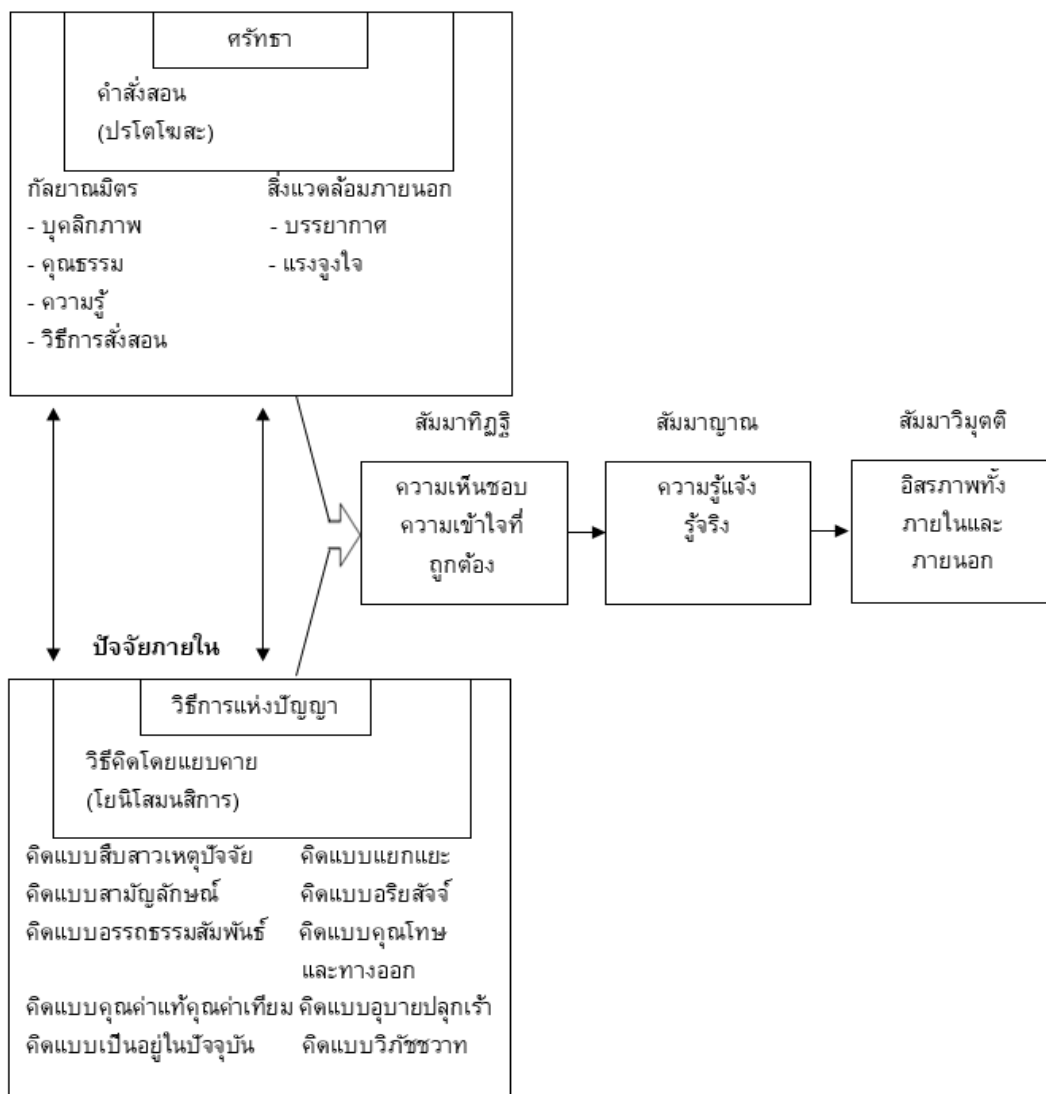 ศรัทธา
คำสั่งสอน
(ปรโตโฆสะ)
กัลยาณมิตร
- บุคลิกภาพ
- คุณธรรม
- ความรู้
- วิธีการสั่งสอน
สิ่งแวดล้อมภายนอก
- บรรยากาศ
- แรงจูงใจ
สัมมาทิฏฐิ
ความเห็นชอบ
ความเข้าใจที่
ถูกต้อง
สัมมาญาณ
ความรู้แจ้ง
รู้จริง
สัมมาวิมุตติ
อิสรภาพทั้ง
ภายในและ
ภายนอก
ปัจจัยภายใน
วิธีการแห่งปัญญา
วิธีคิดโดยแยบคาย
(โยนิโสมนสิการ)
คิดแบบสืบสาวเหตุปัจจัย
คิดแบบแยกแยะ
คิดแบบสามัญลักษณ์
คิดแบบอริยสัจจ์
คิดแบบอรรถธรรมสัมพันธ์
คิดแบบคุณโทษ
และทางออก
คิดแบบคุณค่าแท้คุณค่าเทียม
คิดแบบอุบายปลุกเร้า
คิดแบบเป็นอยู่ในปัจจุบัน
คิดแบบวิภัชชวาท